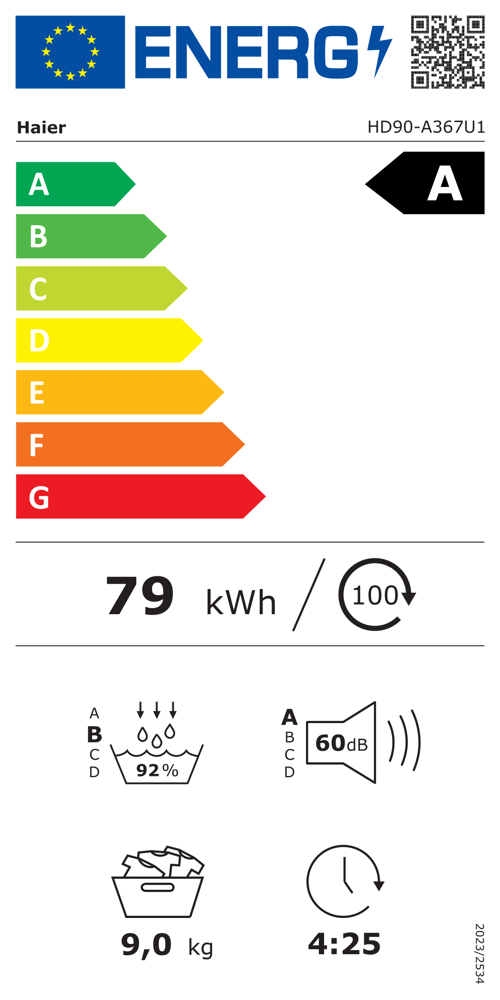 ENERG
Haier
HD90-A367U1
A
A
B
C
D
E
F
G
79 kWh / 100
A
B
C
D
92 %
A
B
C
D
60dB
9,0 kg
4:25
2023/2534